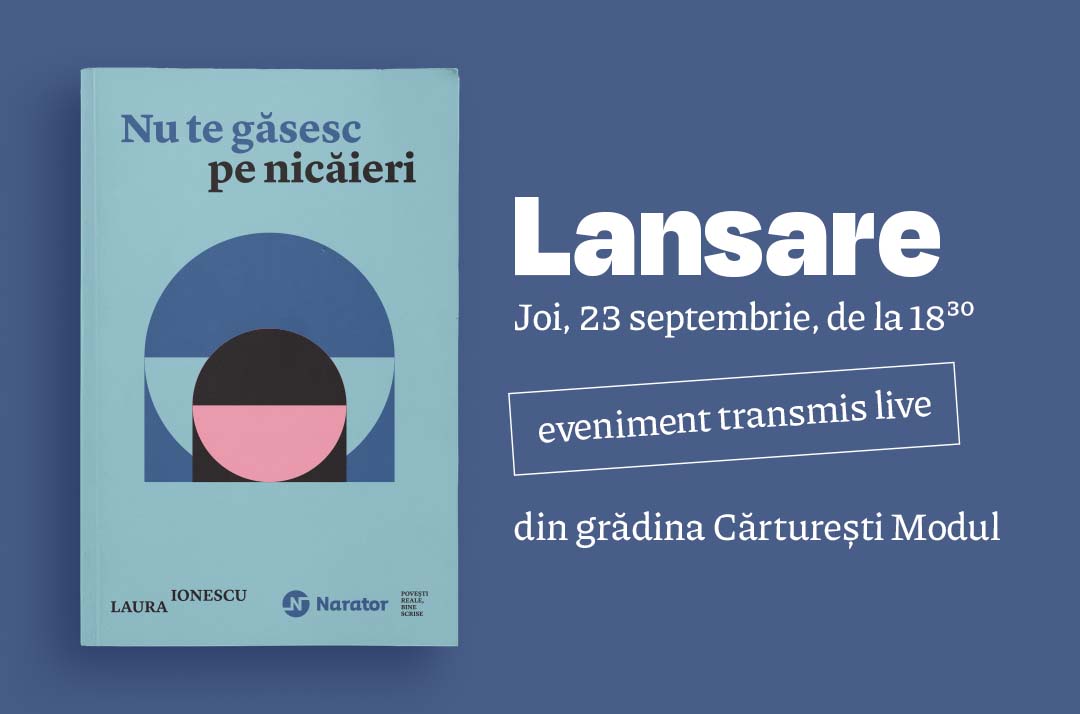 Nu te găsesc
pe nicăieri
LAURA IONESCU
Narator
POVEȘTI
REALE,
BINE
SCRISE
Lansare
Joi, 23 septembrie, de la 18³⁰
eveniment transmis live
din grădina Cărturești Modul